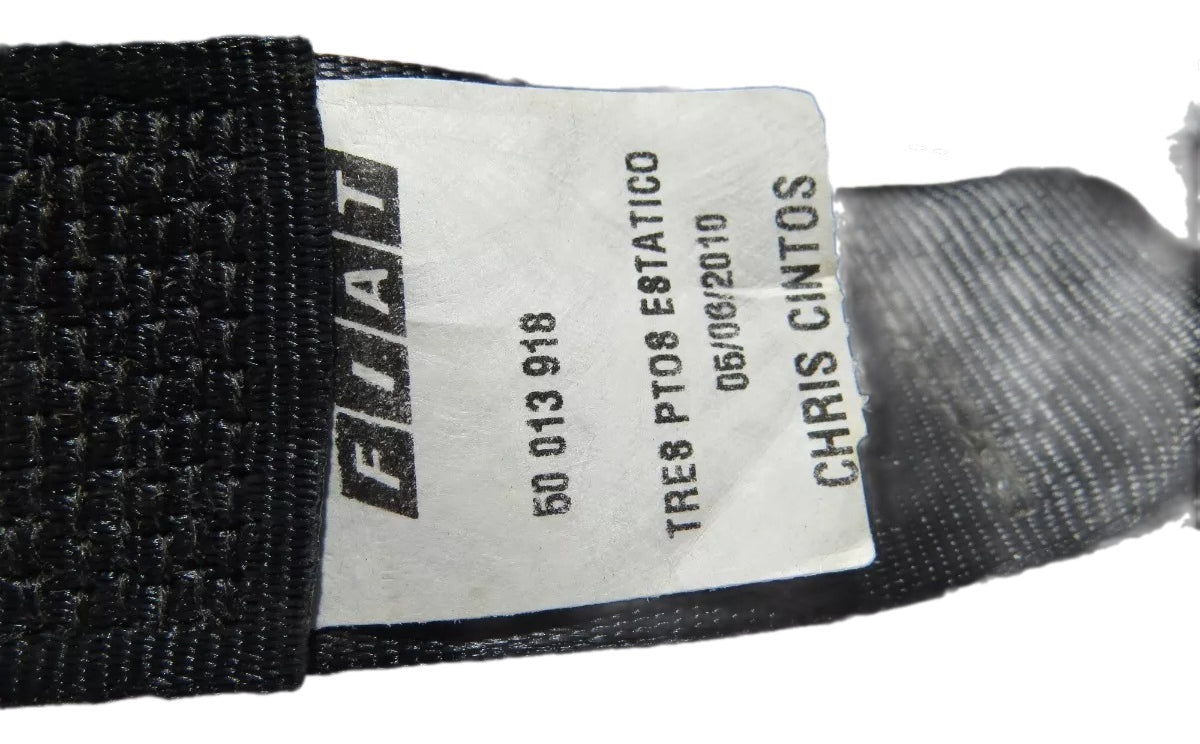 FIAT
50 013 918
TRES PTOS ESTATICO
05/06/2010
CHRIS CINTOS